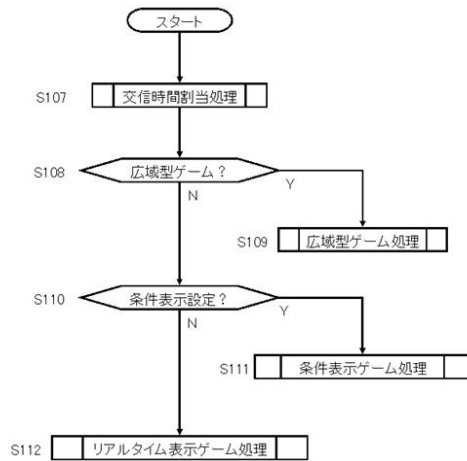 スタート
S107 交信時間割当処理
S108 広域型ゲーム？
N Y
S109 広域型ゲーム処理
S110 条件表示設定？
N Y
S111 条件表示ゲーム処理
S112 リアルタイム表示ゲーム処理